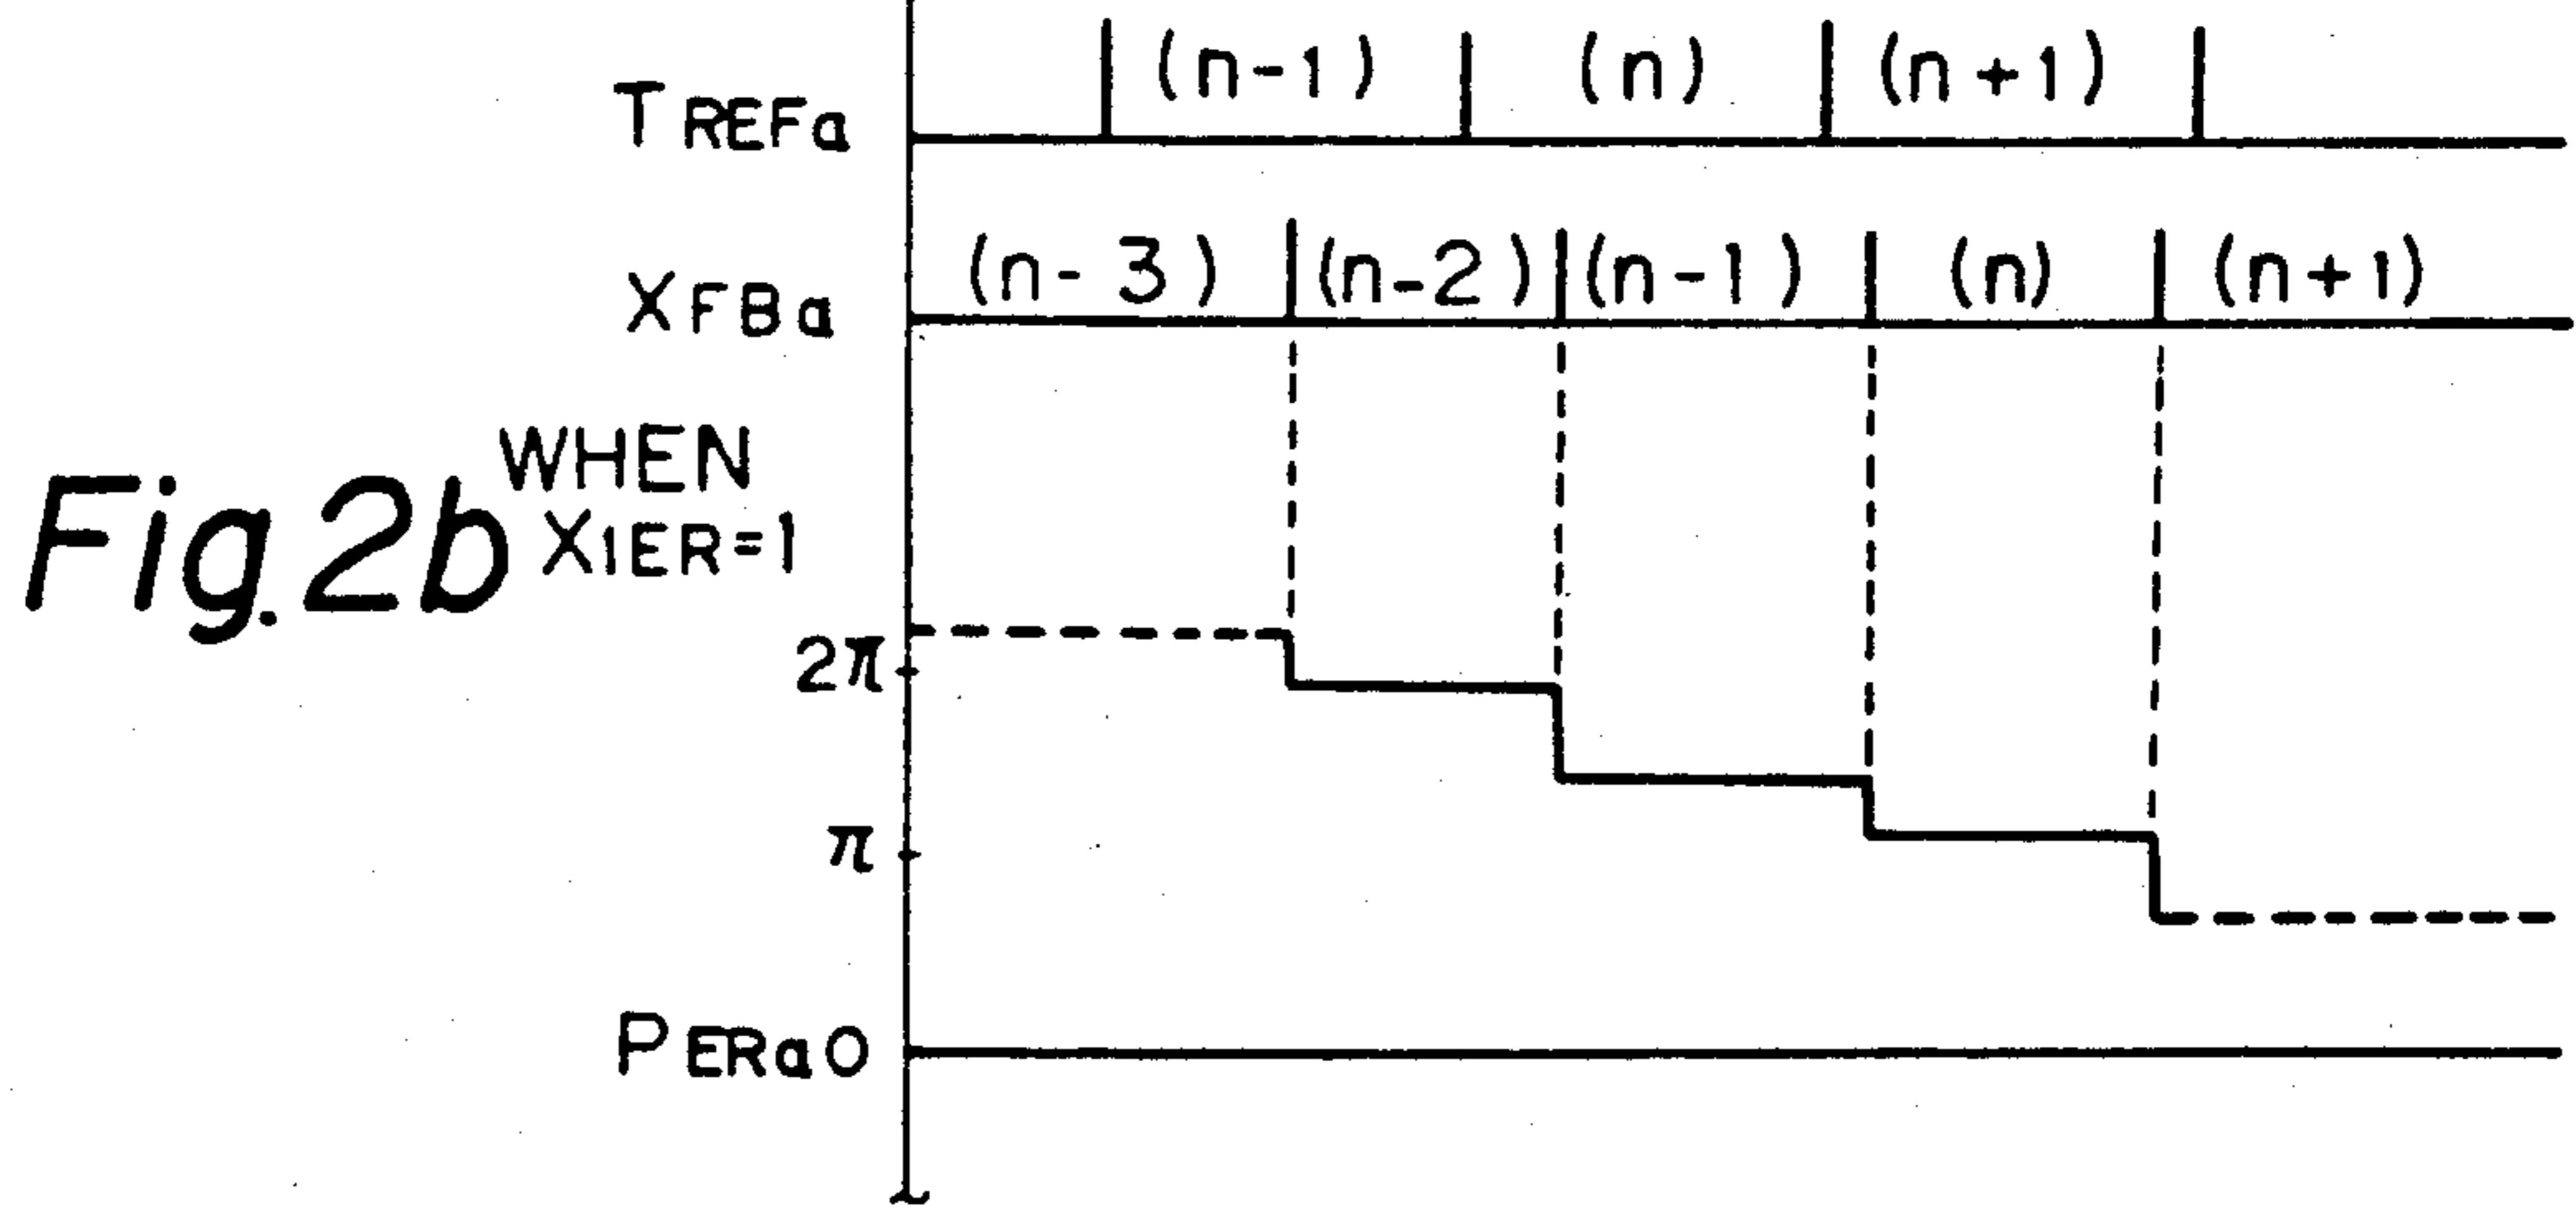 TREFa (n-1) (n) (n+1)
XFBa (n-3) (n-2) (n-1) (n) (n+1)
Fig.2b
WHEN
X1ER=1
2π
π
PERa0